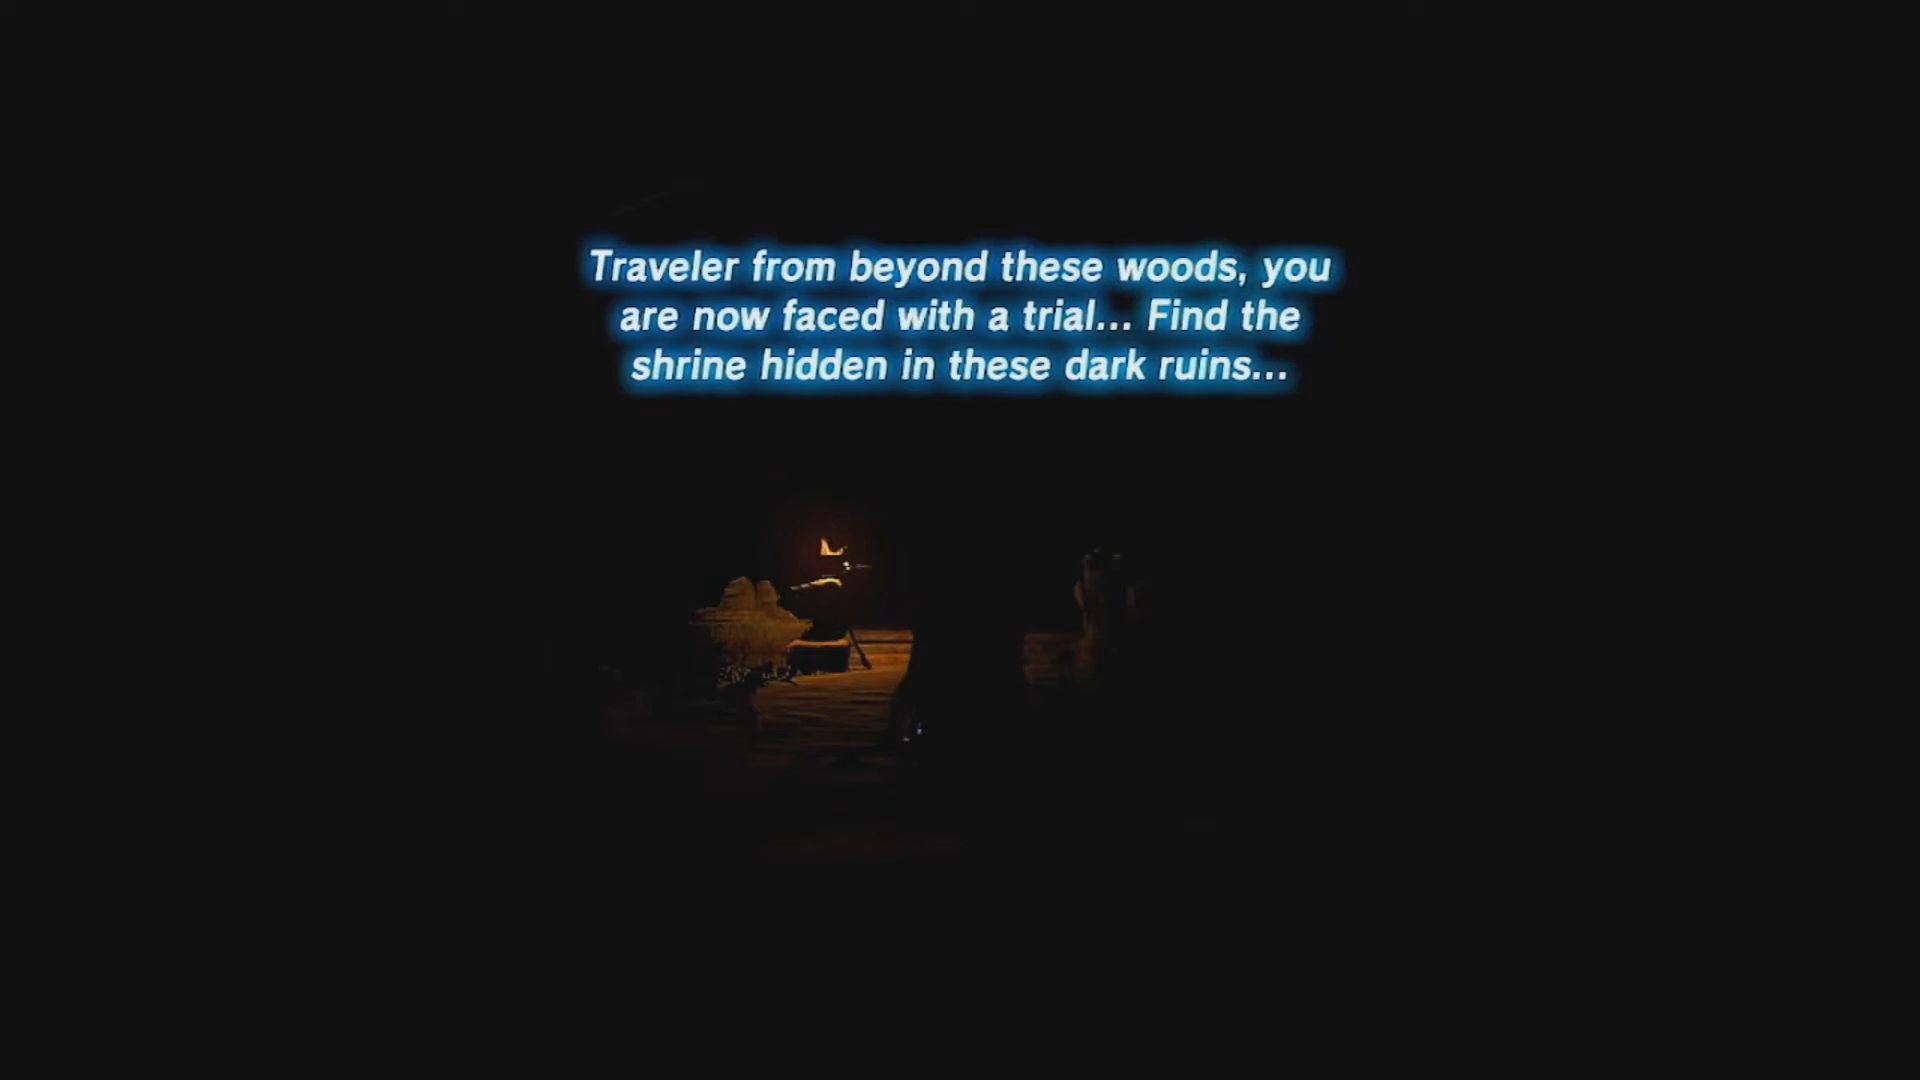 Traveler from beyond these woods, you
are now faced with a trial... Find the
shrine hidden in these dark ruins...